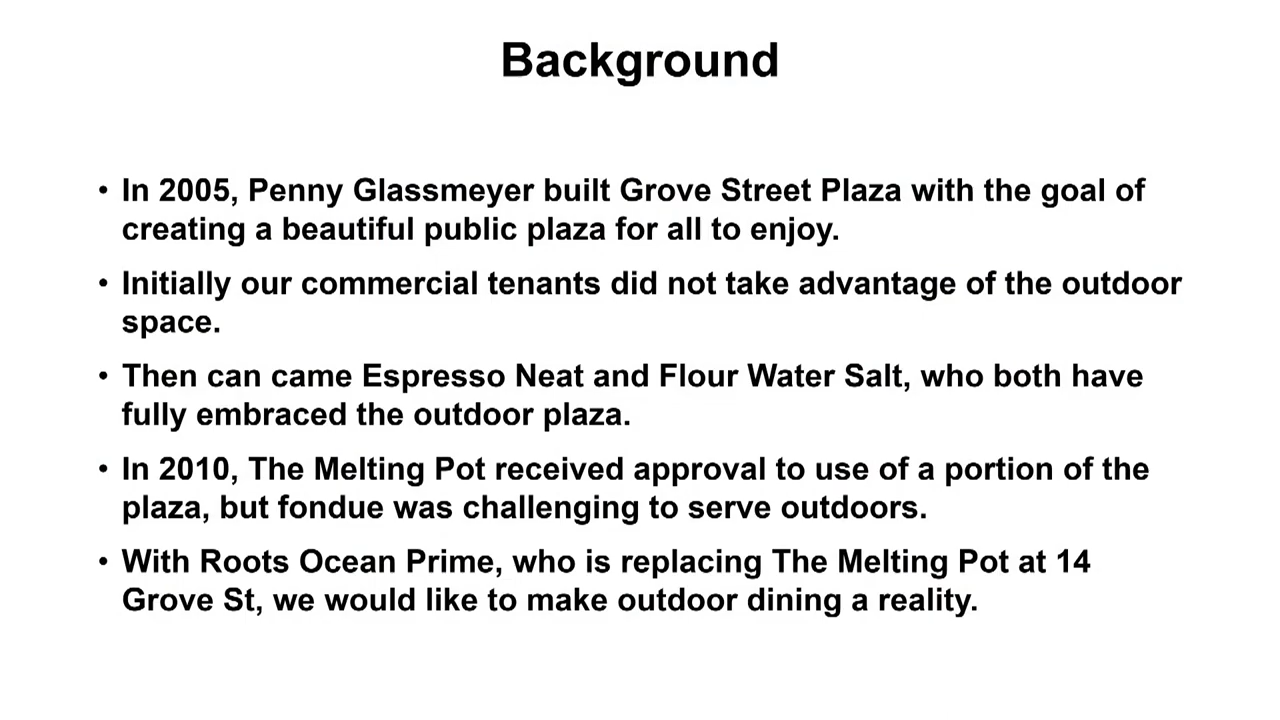 Background
• In 2005, Penny Glassmeyer built Grove Street Plaza with the goal of
creating a beautiful public plaza for all to enjoy.
• Initially our commercial tenants did not take advantage of the outdoor
space.
• Then can came Espresso Neat and Flour Water Salt, who both have
fully embraced the outdoor plaza.
• In 2010, The Melting Pot received approval to use of a portion of the
plaza, but fondue was challenging to serve outdoors.
• With Roots Ocean Prime, who is replacing The Melting Pot at 14
Grove St, we would like to make outdoor dining a reality.